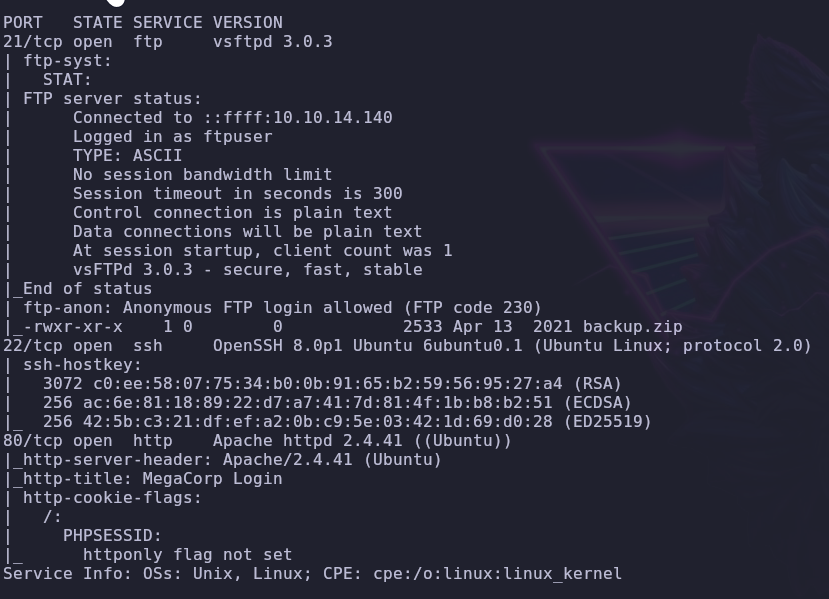 PORT   STATE SERVICE VERSION
21/tcp open  ftp     vsftpd 3.0.3
| ftp-syst:
|   STAT:
| FTP server status:
|      Connected to ::ffff:10.10.14.140
|      Logged in as ftpuser
|      TYPE: ASCII
|      No session bandwidth limit
|      Session timeout in seconds is 300
|      Control connection is plain text
|      Data connections will be plain text
|      At session startup, client count was 1
|      vsFTPd 3.0.3 - secure, fast, stable
|_End of status
| ftp-anon: Anonymous FTP login allowed (FTP code 230)
|_-rwxr-xr-x    1 0        0            2533 Apr 13  2021 backup.zip
22/tcp open  ssh     OpenSSH 8.0p1 Ubuntu 6ubuntu0.1 (Ubuntu Linux; protocol 2.0)
| ssh-hostkey:
|   3072 c0:ee:58:07:75:34:b0:0b:91:65:b2:59:56:95:27:a4 (RSA)
|   256 ac:6e:81:18:89:22:d7:a7:41:7d:81:4f:1b:b8:b2:51 (ECDSA)
|_  256 42:5b:c3:21:df:ef:a2:0b:c9:5e:03:42:1d:69:d0:28 (ED25519)
80/tcp open  http    Apache httpd 2.4.41 ((Ubuntu))
|_http-server-header: Apache/2.4.41 (Ubuntu)
|_http-title: MegaCorp Login
| http-cookie-flags:
|   /:
|     PHPSESSID:
|_      httponly flag not set
Service Info: OSs: Unix, Linux; CPE: cpe:/o:linux:linux_kernel